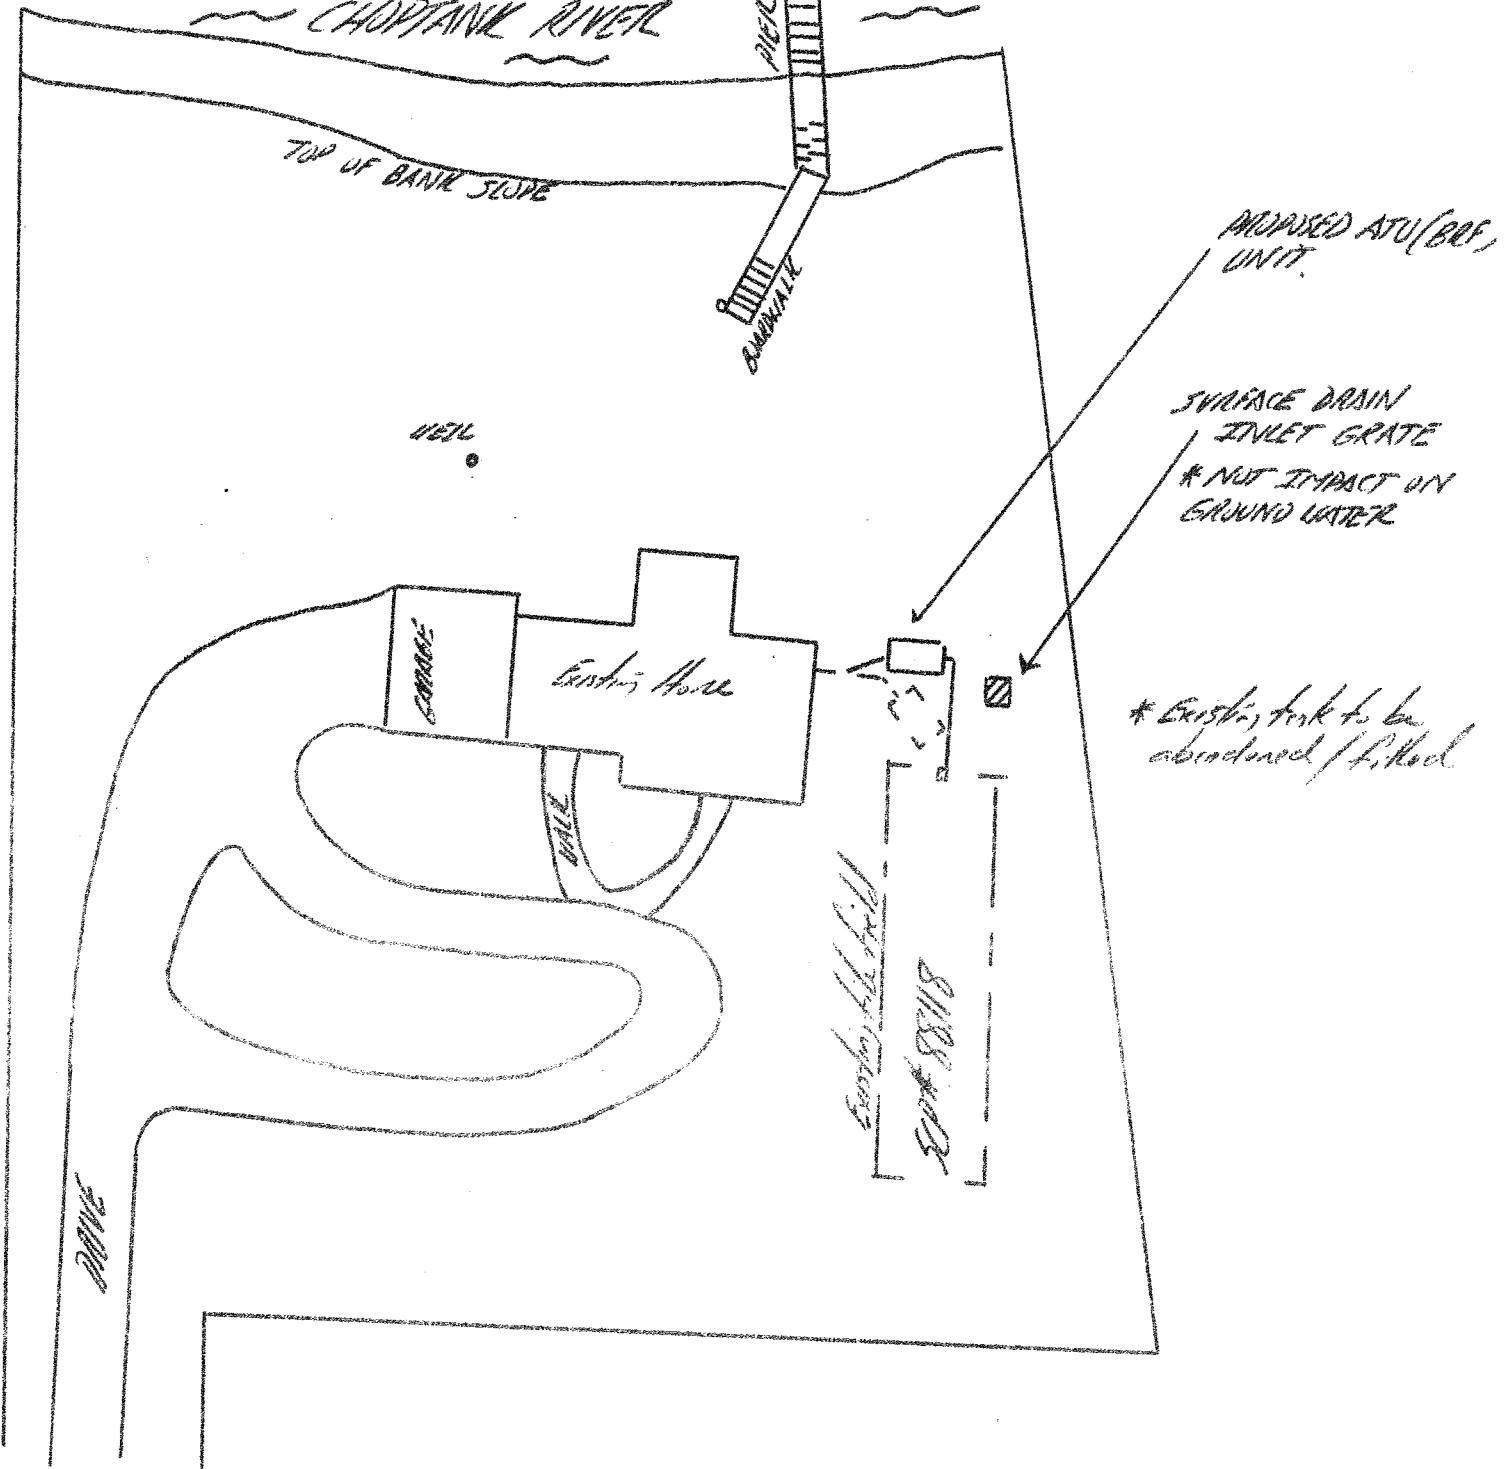 CHOPTANK RIVER
PIER
TOP OF BANK SLOPE
BOARDWALK
PROPOSED ATU (BRF)
UNIT.
SURFACE DRAIN
INLET GRATE
* NOT IMPACT ON
GROUND WATER
WELL
GARAGE
Existing House
* Existing tank to be
abandoned / filled
WALK
Existing tile field
DRIVE